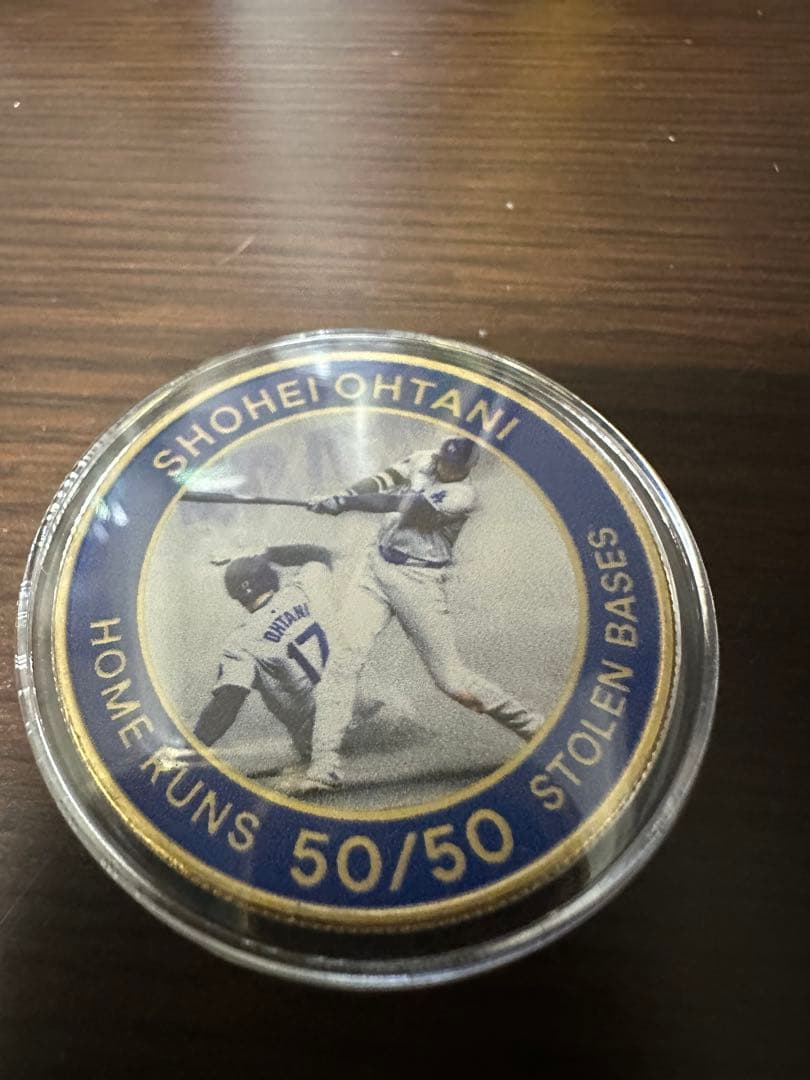 SHOHEI OHTANI
OHTANI
17
HOME RUNS
50/50
STOLEN BASES